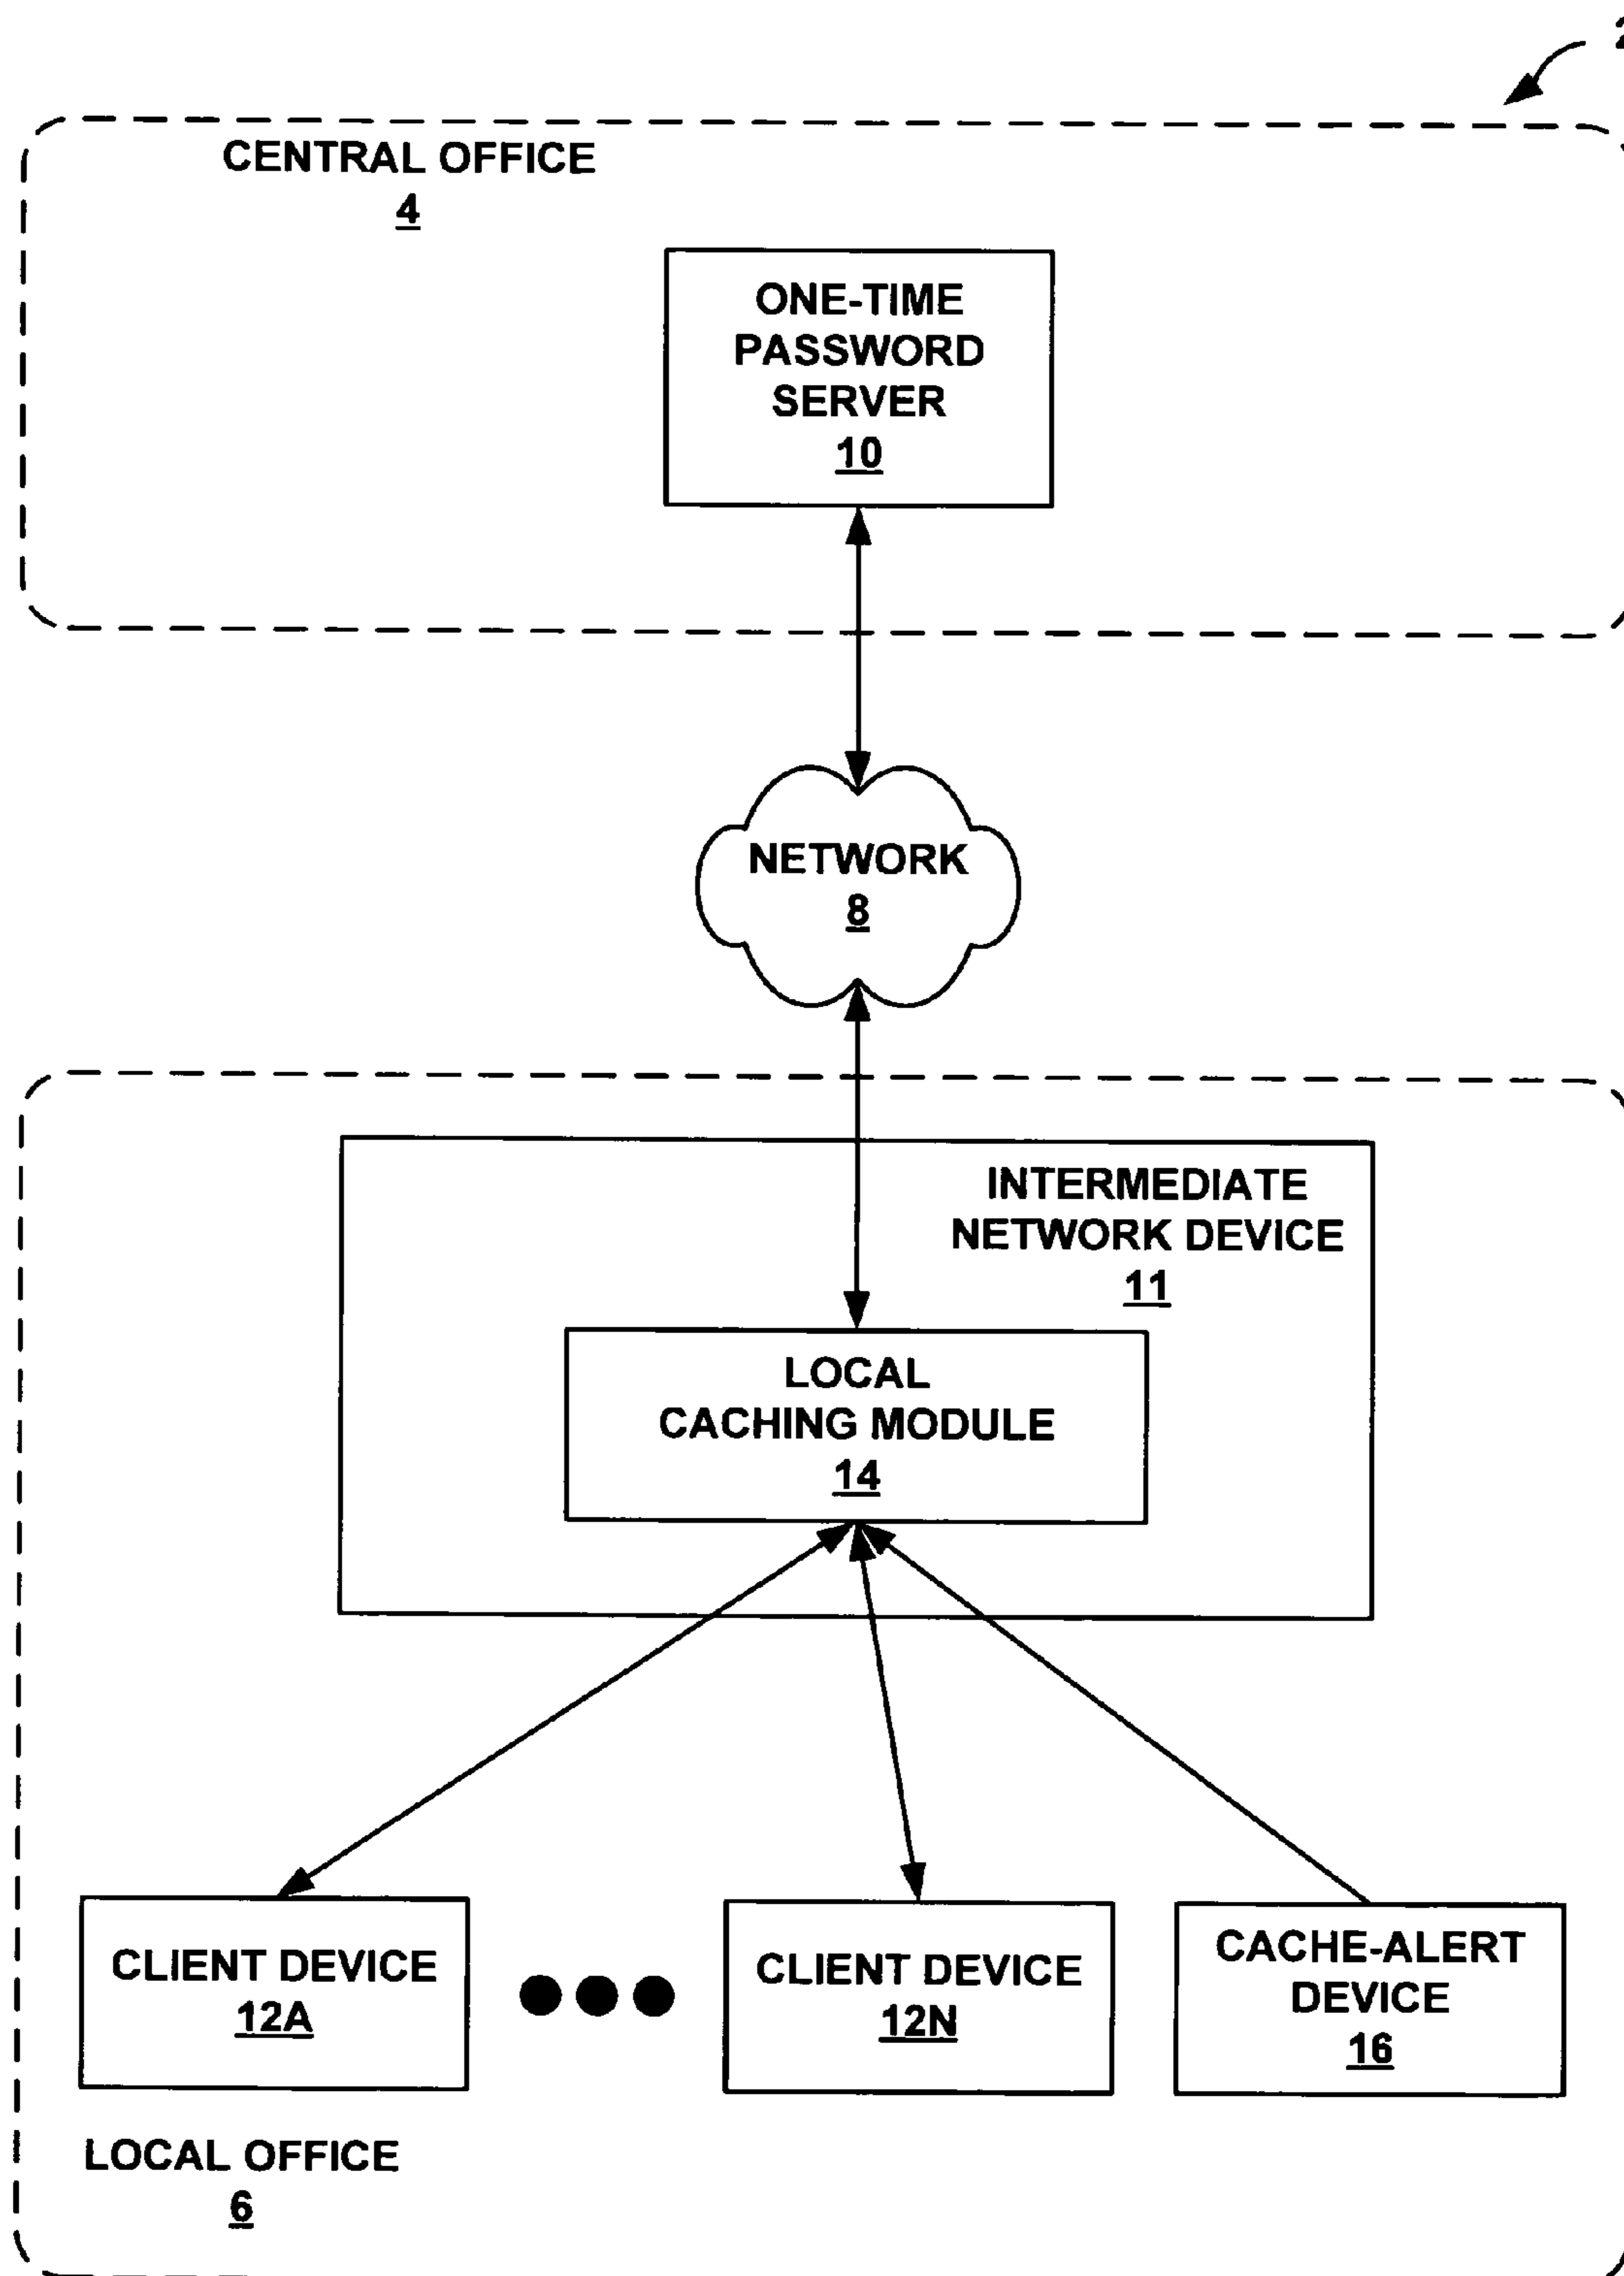 2
CENTRAL OFFICE
4
ONE-TIME
PASSWORD
SERVER
10
NETWORK
8
INTERMEDIATE
NETWORK DEVICE
11
LOCAL
CACHING MODULE
14
CLIENT DEVICE
12A
CLIENT DEVICE
12N
CACHE-ALERT
DEVICE
16
LOCAL OFFICE
6